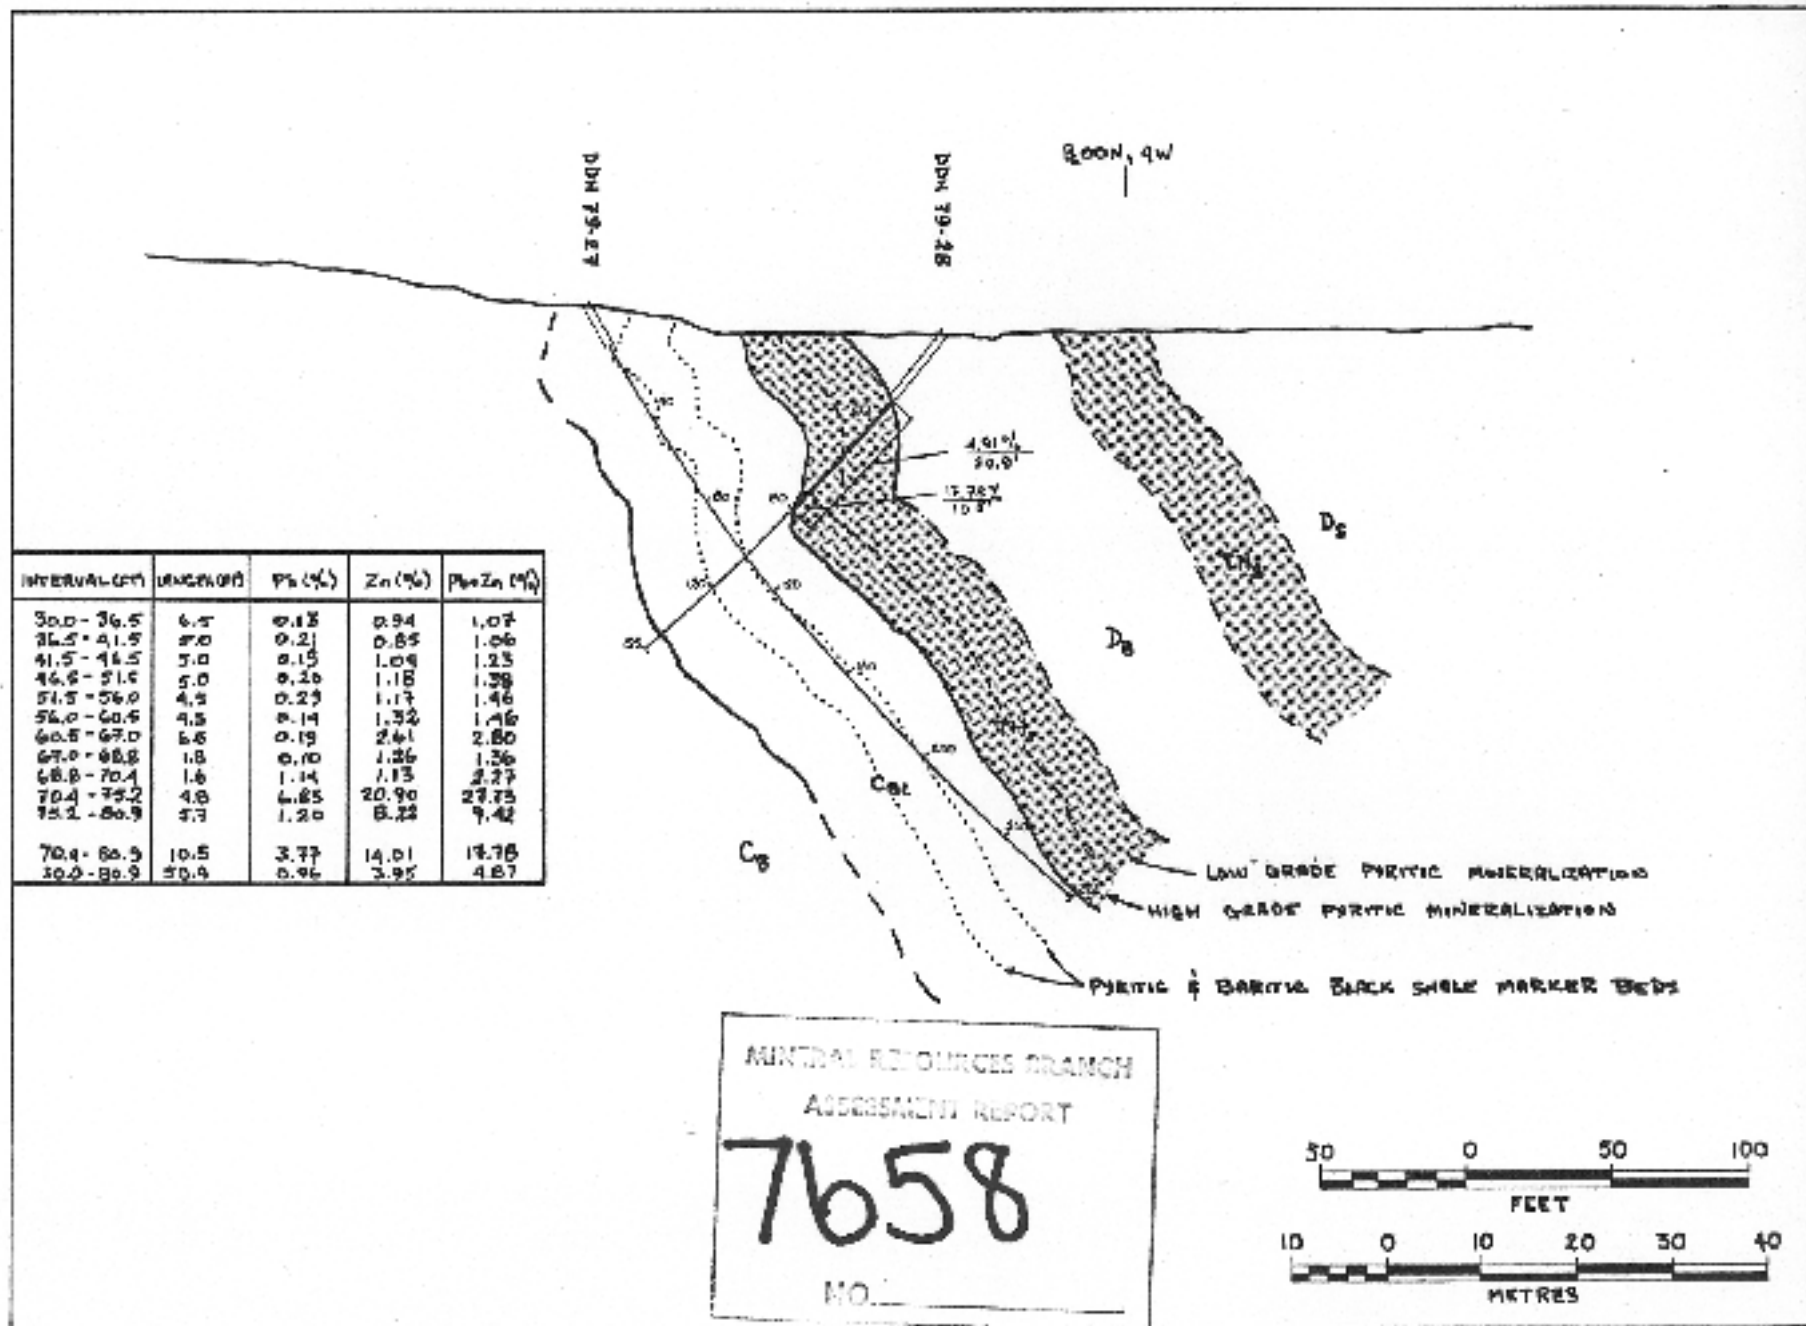 DDH 79-27
DDH 79-28
200N, 9W
4.91%
50.9'
17.78%
10.5'
INTERVAL(FT) LENGTH(FT) Pb (%) Zn (%) Pb+Zn (%)
30.0 - 36.5 6.5 0.13 0.94 1.07
36.5 - 41.5 5.0 0.21 0.85 1.06
41.5 - 46.5 5.0 0.19 1.04 1.23
46.5 - 51.5 5.0 0.20 1.18 1.38
51.5 - 56.0 4.5 0.29 1.17 1.46
56.0 - 60.5 4.5 0.14 1.32 1.46
60.5 - 67.0 6.5 0.19 2.61 2.80
67.0 - 68.8 1.8 0.10 1.26 1.36
68.8 - 70.4 1.6 1.14 1.13 2.27
70.4 - 75.2 4.8 6.83 20.90 27.73
75.2 - 80.9 5.7 1.20 8.22 9.42
70.4 - 80.9 10.5 3.77 14.01 17.78
30.0 - 80.9 50.9 0.96 3.95
DS
DB
CBL
CB
LOW GRADE PYRITIC MINERALIZATION
HIGH GRADE PYRITIC MINERALIZATION
PYRITIC & BARITIC BLACK SHALE MARKER BEDS
MINERAL RESOURCES BRANCH
ASSESSMENT REPORT
7658
NO.
50 0 50 100
FEET
10 0 10 20 30 40
METRES